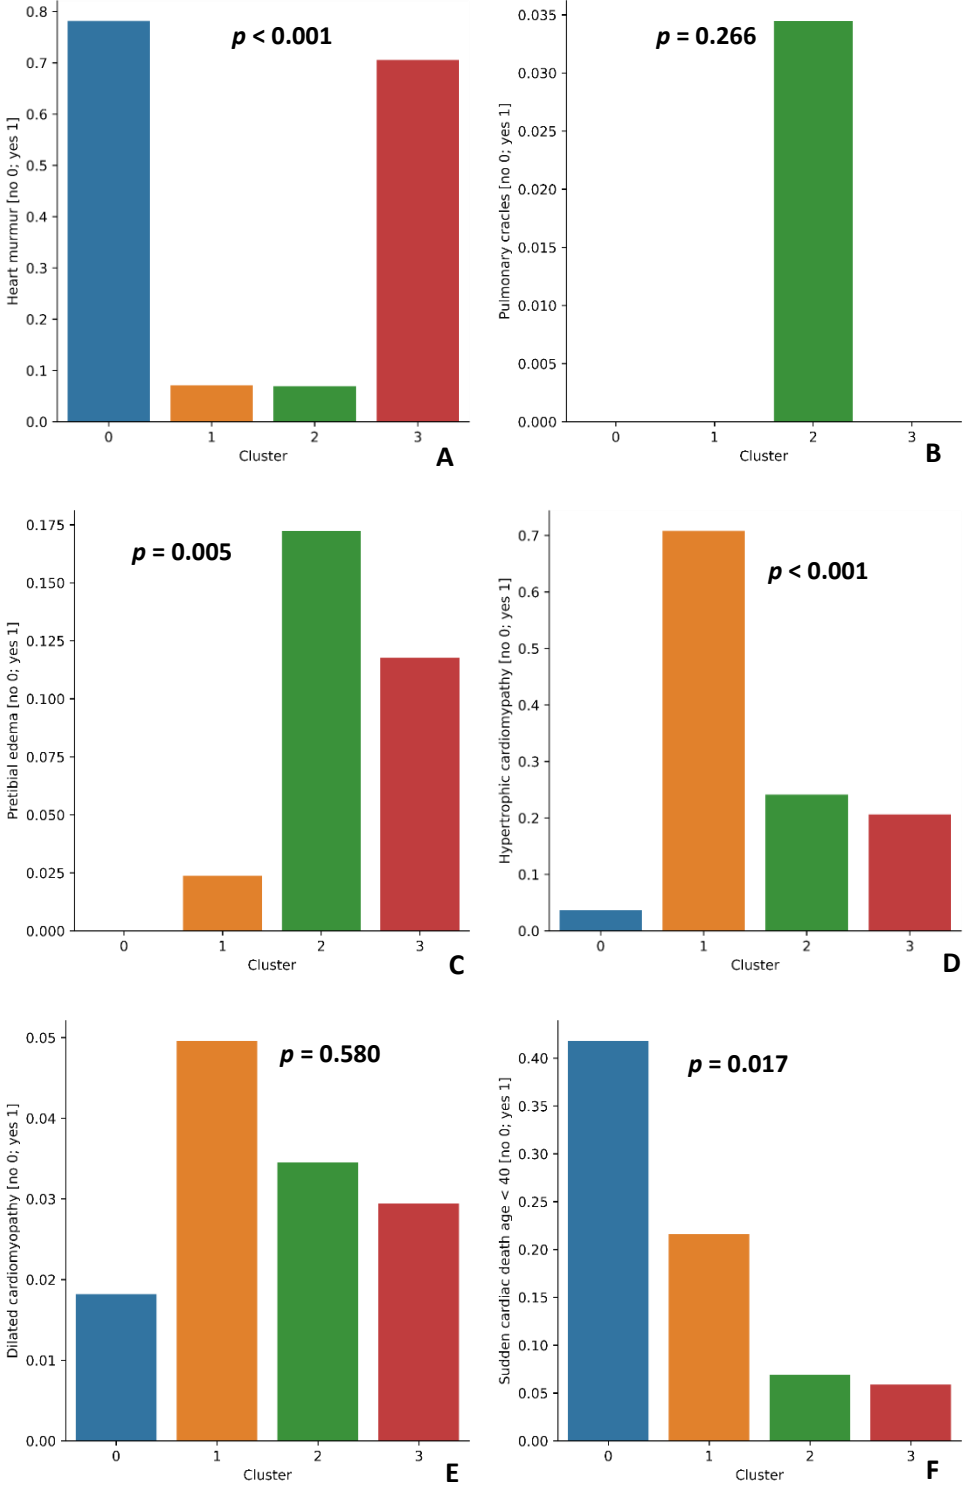 0.8
0.7
0.6
0.5
0.4
0.3
0.2
0.1
0.0
Heart murmur [no 0; yes 1]
p < 0.001
0 1 2 3
Cluster
A
0.035
0.030
0.025
0.020
0.015
0.010
0.005
0.000
Pulmonary cracles [no 0; yes 1]
p = 0.266
0 1 2 3
Cluster
B
0.175
0.150
0.125
0.100
0.075
0.050
0.025
0.000
Pretibial edema [no 0; yes 1]
p = 0.005
0 1 2 3
Cluster
C
0.7
0.6
0.5
0.4
0.3
0.2
0.1
0.0
Hypertrophic cardiomypathy [no 0; yes 1]
p < 0.001
0 1 2 3
Cluster
D
0.05
0.04
0.03
0.02
0.01
0.00
Dilated cardiomyopathy [no 0; yes 1]
p = 0.580
0 1 2 3
Cluster
E
0.40
0.35
0.30
0.25
0.20
0.15
0.10
0.05
0.00
Sudden cardiac death age < 40 [no 0; yes 1]
p = 0.017
0 1 2 3
Cluster
F